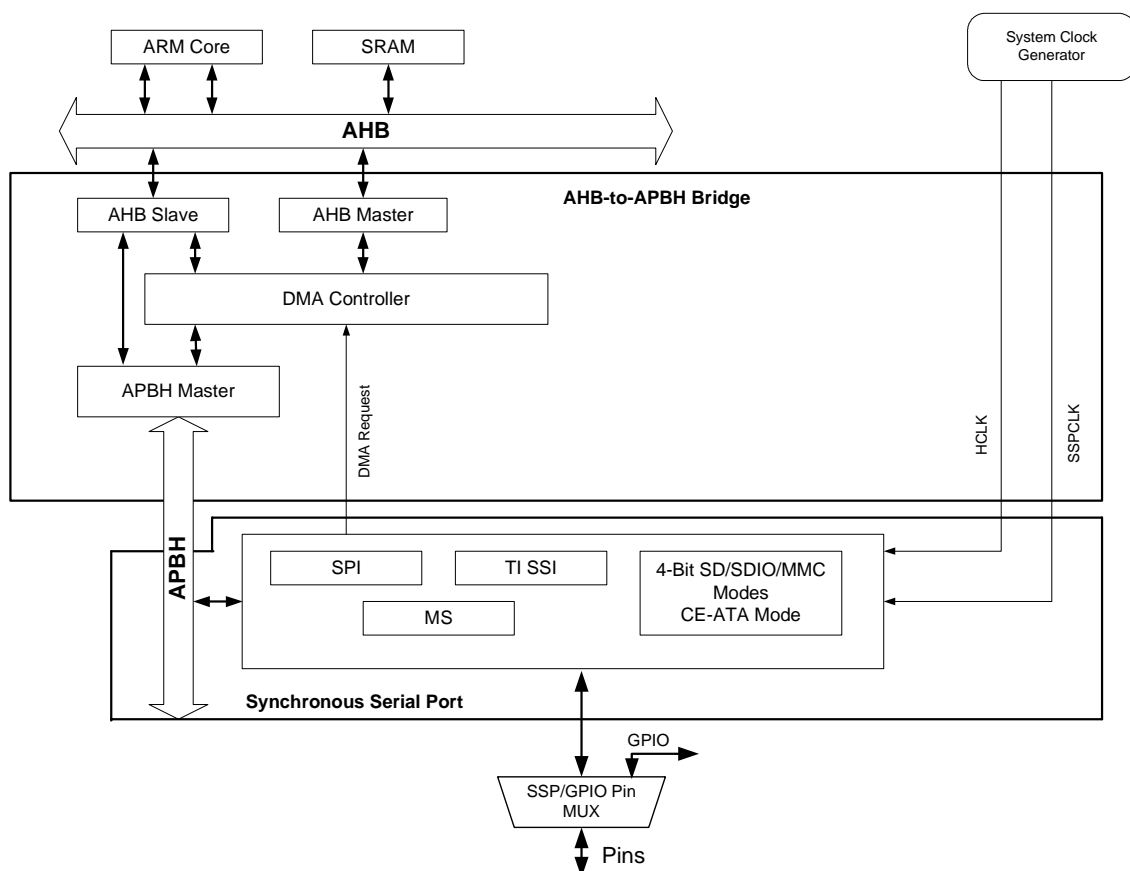 ARM Core
SRAM
System Clock
Generator
AHB
AHB-to-APBH Bridge
AHB Slave
AHB Master
DMA Controller
APBH Master
DMA Request
HCLK
SSPCLK
APBH
SPI
TI SSI
4-Bit SD/SDIO/MMC
Modes
CE-ATA Mode
MS
Synchronous Serial Port
GPIO
SSP/GPIO Pin
MUX
Pins